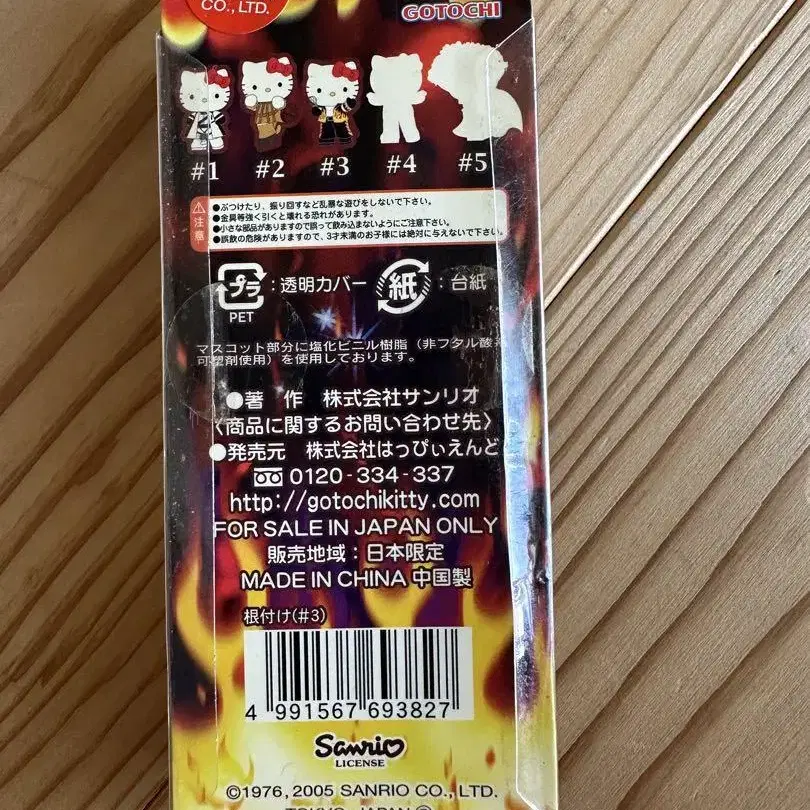 CO., LTD.
GOTOCHI
#1 #2 #3 #4 #5
⚠注意
●ぶつけたり、振り回すなど乱暴な遊びをしないで下さい。
●金具等強く引くと壊れる恐れがあります。
●小さな部品がありますので誤って飲み込まないようにご注意下さい。
●誤飲の危険がありますので、3才未満のお子様には絶対に与えないで下さい。
プラ:透明カバー 紙:台紙
PET
マスコット部分に塩化ビニル樹脂(非フタル酸系
可塑剤使用)を使用しております。
●著 作 株式会社サンリオ
〈商品に関するお問い合わせ先〉
●発売元 株式会社はっぴぃえんど
0120-334-337
http://gotochikitty.com
FOR SALE IN JAPAN ONLY
販売地域:日本限定
MADE IN CHINA 中国製
根付け(#3)
4 991567 693827
Sanrio
LICENSE
©1976, 2005 SANRIO CO., LTD.
TOKYO, JAPAN